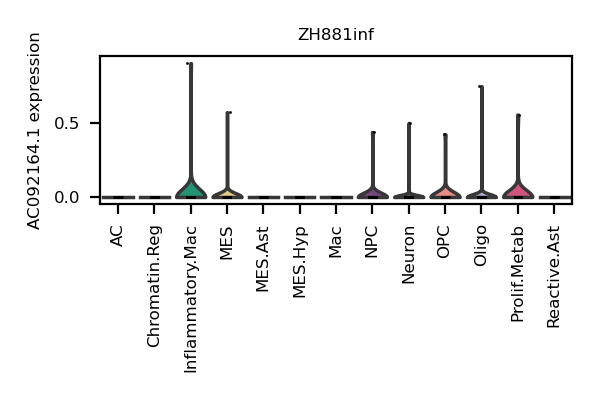 ZH881inf
AC092164.1 expression
0.5
0.0
AC
Chromatin.Reg
Inflammatory.Mac
MES
MES.Ast
MES.Hyp
Mac
NPC
Neuron
OPC
Oligo
Prolif.Metab
Reactive.Ast